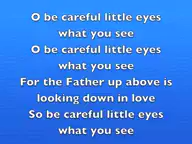 O be careful little eyes
what you see
O be careful little eyes
what you see
For the Father up above is
looking down in love
So be careful little eyes
what you see